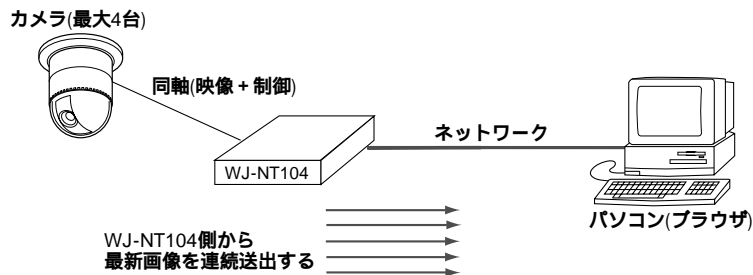 カメラ(最大4台)
同軸(映像+制御)
ネットワーク
WJ-NT104
パソコン(ブラウザ)
WJ-NT104側から
最新画像を連続送出する